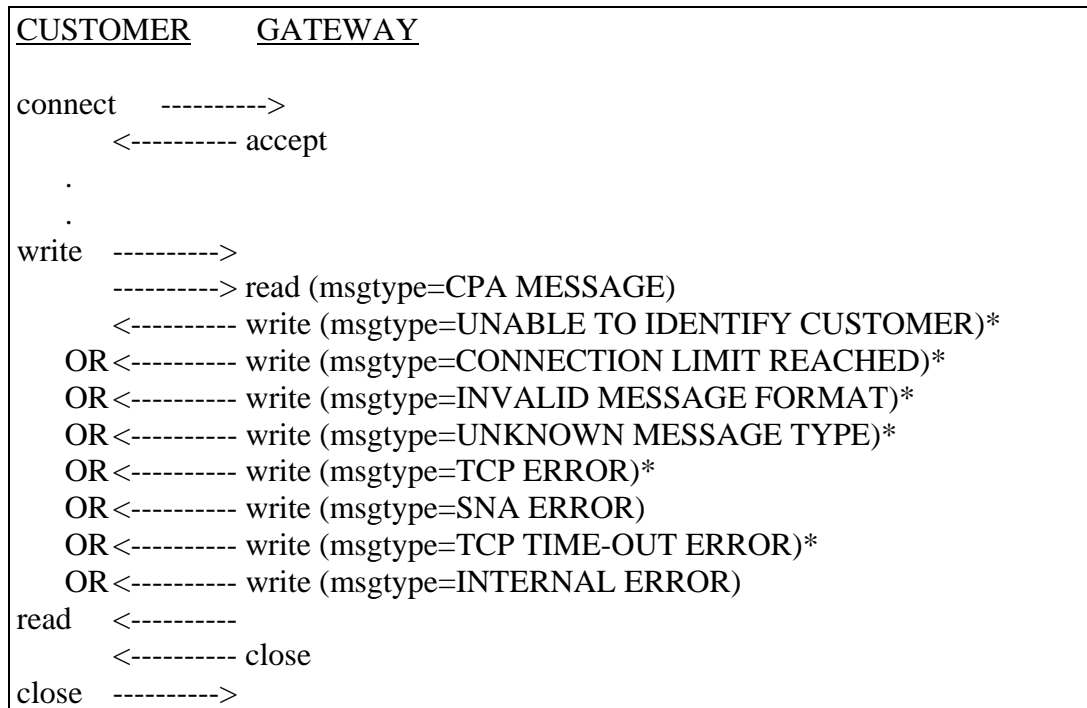 CUSTOMER GATEWAY
connect ---------->
<---------- accept
.
.
write ---------->
----------> read (msgtype=CPA MESSAGE)
<---------- write (msgtype=UNABLE TO IDENTIFY CUSTOMER)*
OR<---------- write (msgtype=CONNECTION LIMIT REACHED)*
OR<---------- write (msgtype=INVALID MESSAGE FORMAT)*
OR<---------- write (msgtype=UNKNOWN MESSAGE TYPE)*
OR<---------- write (msgtype=TCP ERROR)*
OR<---------- write (msgtype=SNA ERROR)
OR<---------- write (msgtype=TCP TIME-OUT ERROR)*
OR<---------- write (msgtype=INTERNAL ERROR)
read <----------
<---------- close
close ---------->